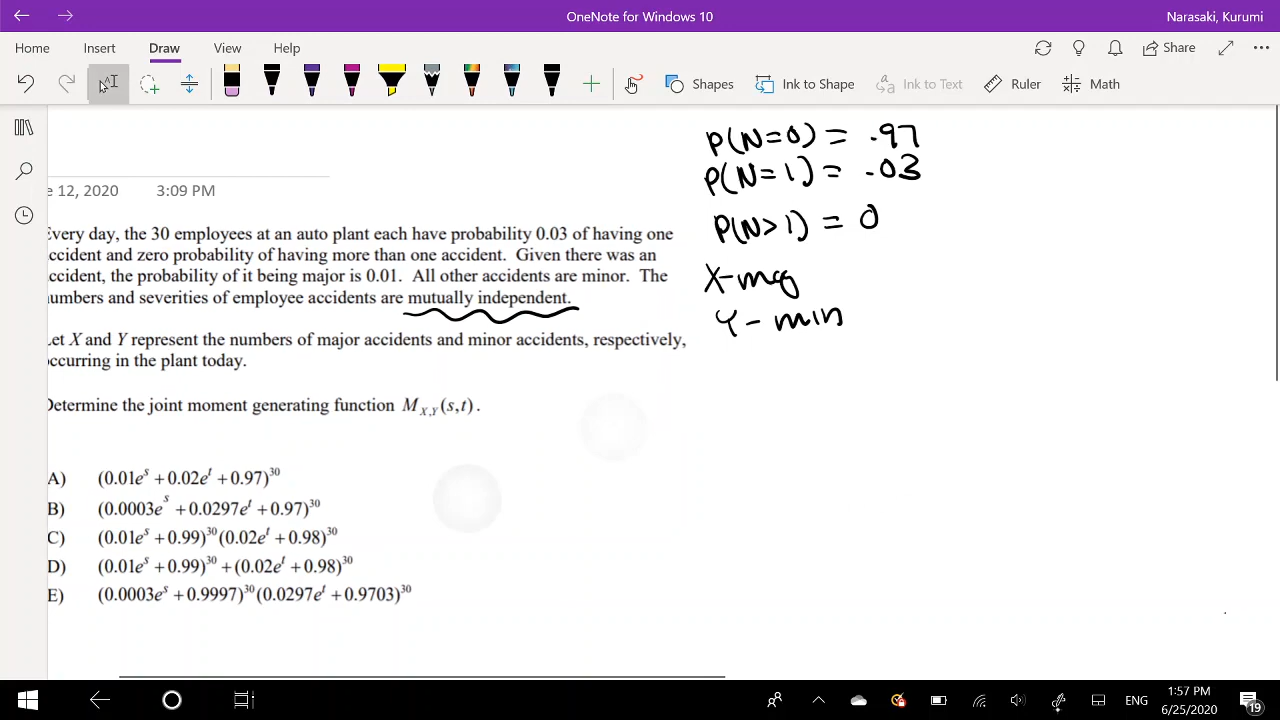 OneNote for Windows 10
Narasaki, Kurumi
Home Insert Draw View Help
Share
Shapes Ink to Shape Ink to Text Ruler Math
e 12, 2020 3:09 PM
Every day, the 30 employees at an auto plant each have probability 0.03 of having one
ccident and zero probability of having more than one accident. Given there was an
ccident, the probability of it being major is 0.01. All other accidents are minor. The
umbers and severities of employee accidents are mutually independent.
Let X and Y represent the numbers of major accidents and minor accidents, respectively,
occurring in the plant today.
Determine the joint moment generating function M_{X,Y}(s,t).
A) (0.01e^s + 0.02e^t + 0.97)^30
B) (0.0003e^s + 0.0297e^t + 0.97)^30
C) (0.01e^s + 0.99)^30 (0.02e^t + 0.98)^30
D) (0.01e^s + 0.99)^30 + (0.02e^t + 0.98)^30
E) (0.0003e^s + 0.9997)^30 (0.0297e^t + 0.9703)^30
P(N=0) = .97
P(N=1) = .03
P(N>1) = 0
X-maj
Y-min
ENG
1:57 PM
6/25/2020
19